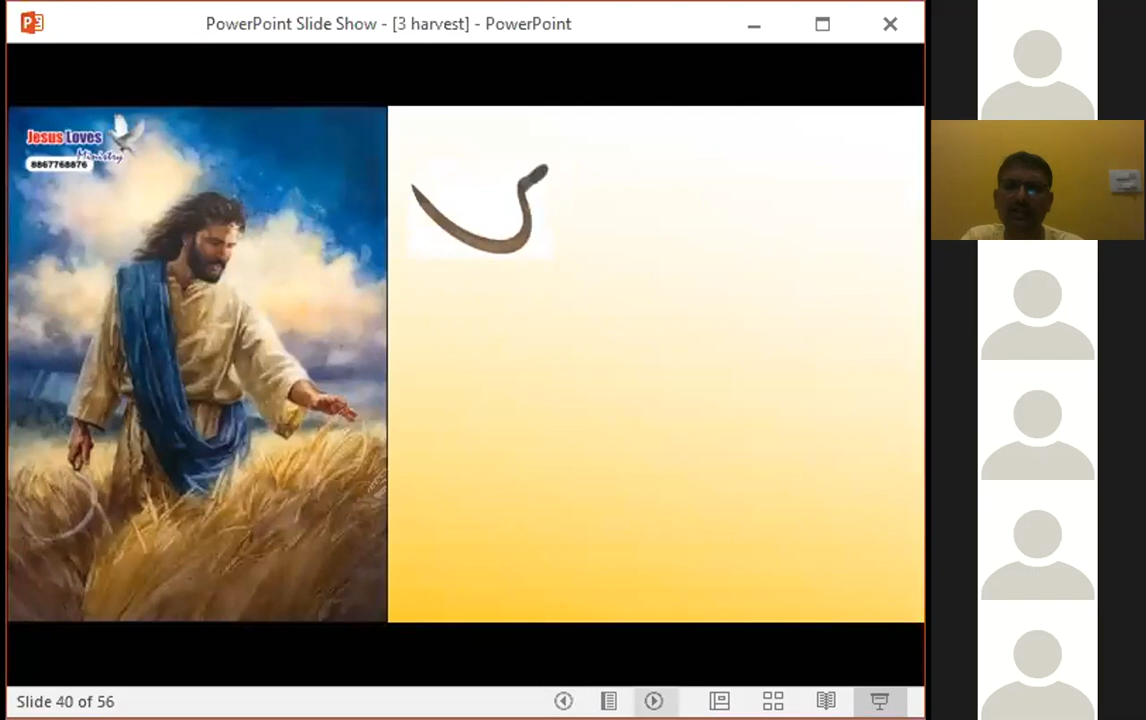 PowerPoint Slide Show - [3 harvest] - PowerPoint
Jesus Loves
Ministry
8867768876
Slide 40 of 56